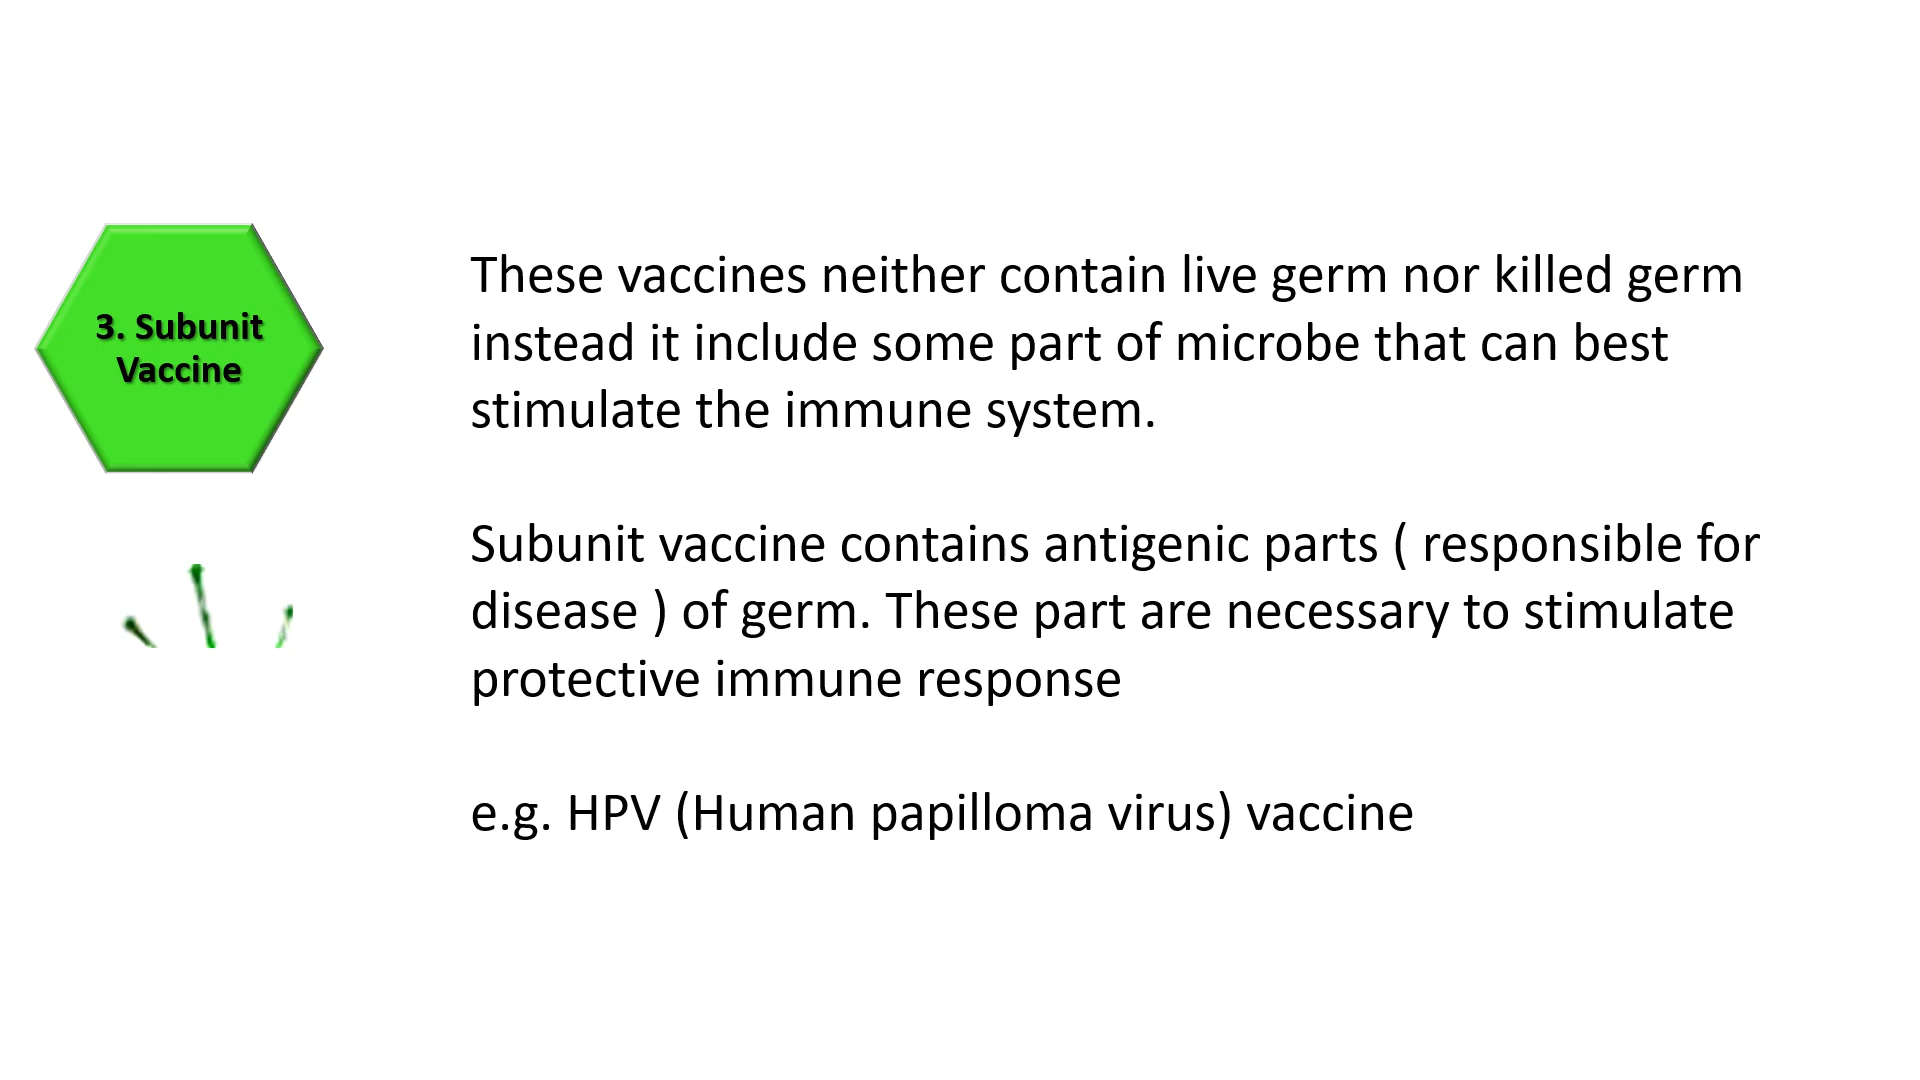 3. Subunit
Vaccine
These vaccines neither contain live germ nor killed germ
instead it include some part of microbe that can best
stimulate the immune system.
Subunit vaccine contains antigenic parts ( responsible for
disease ) of germ. These part are necessary to stimulate
protective immune response
e.g. HPV (Human papilloma virus) vaccine